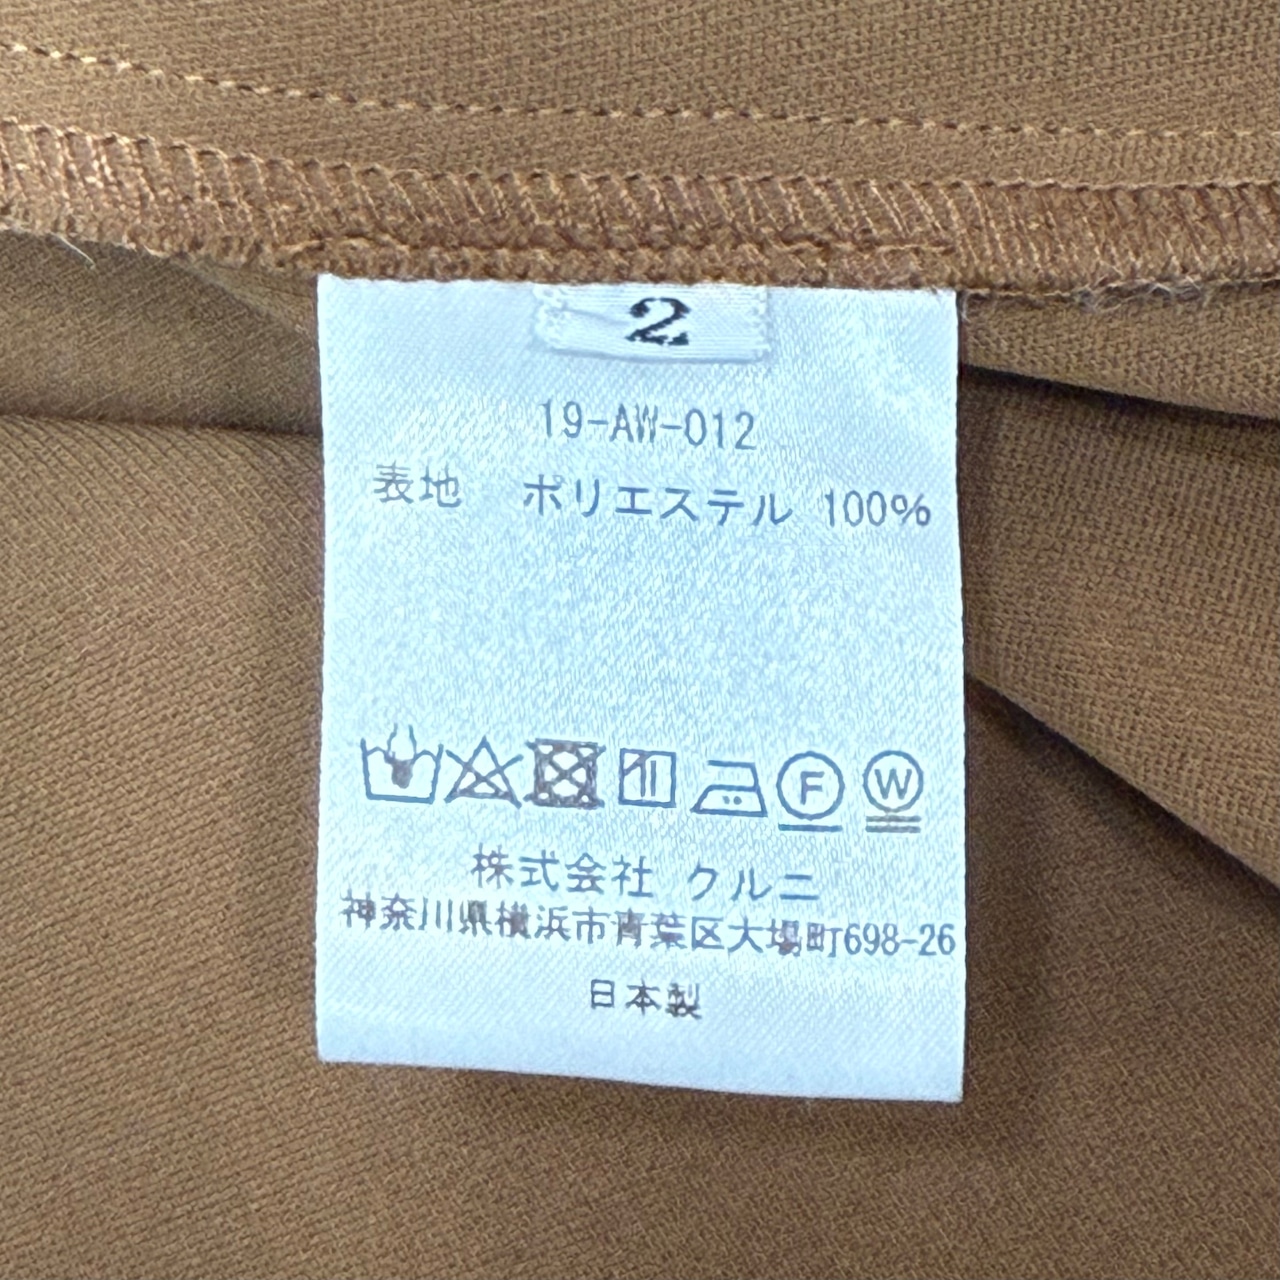 2
19-AW-012
表地 ポリエステル 100%
F W
株式会社 クルニ
神奈川県横浜市青葉区大場町698-26
日本製